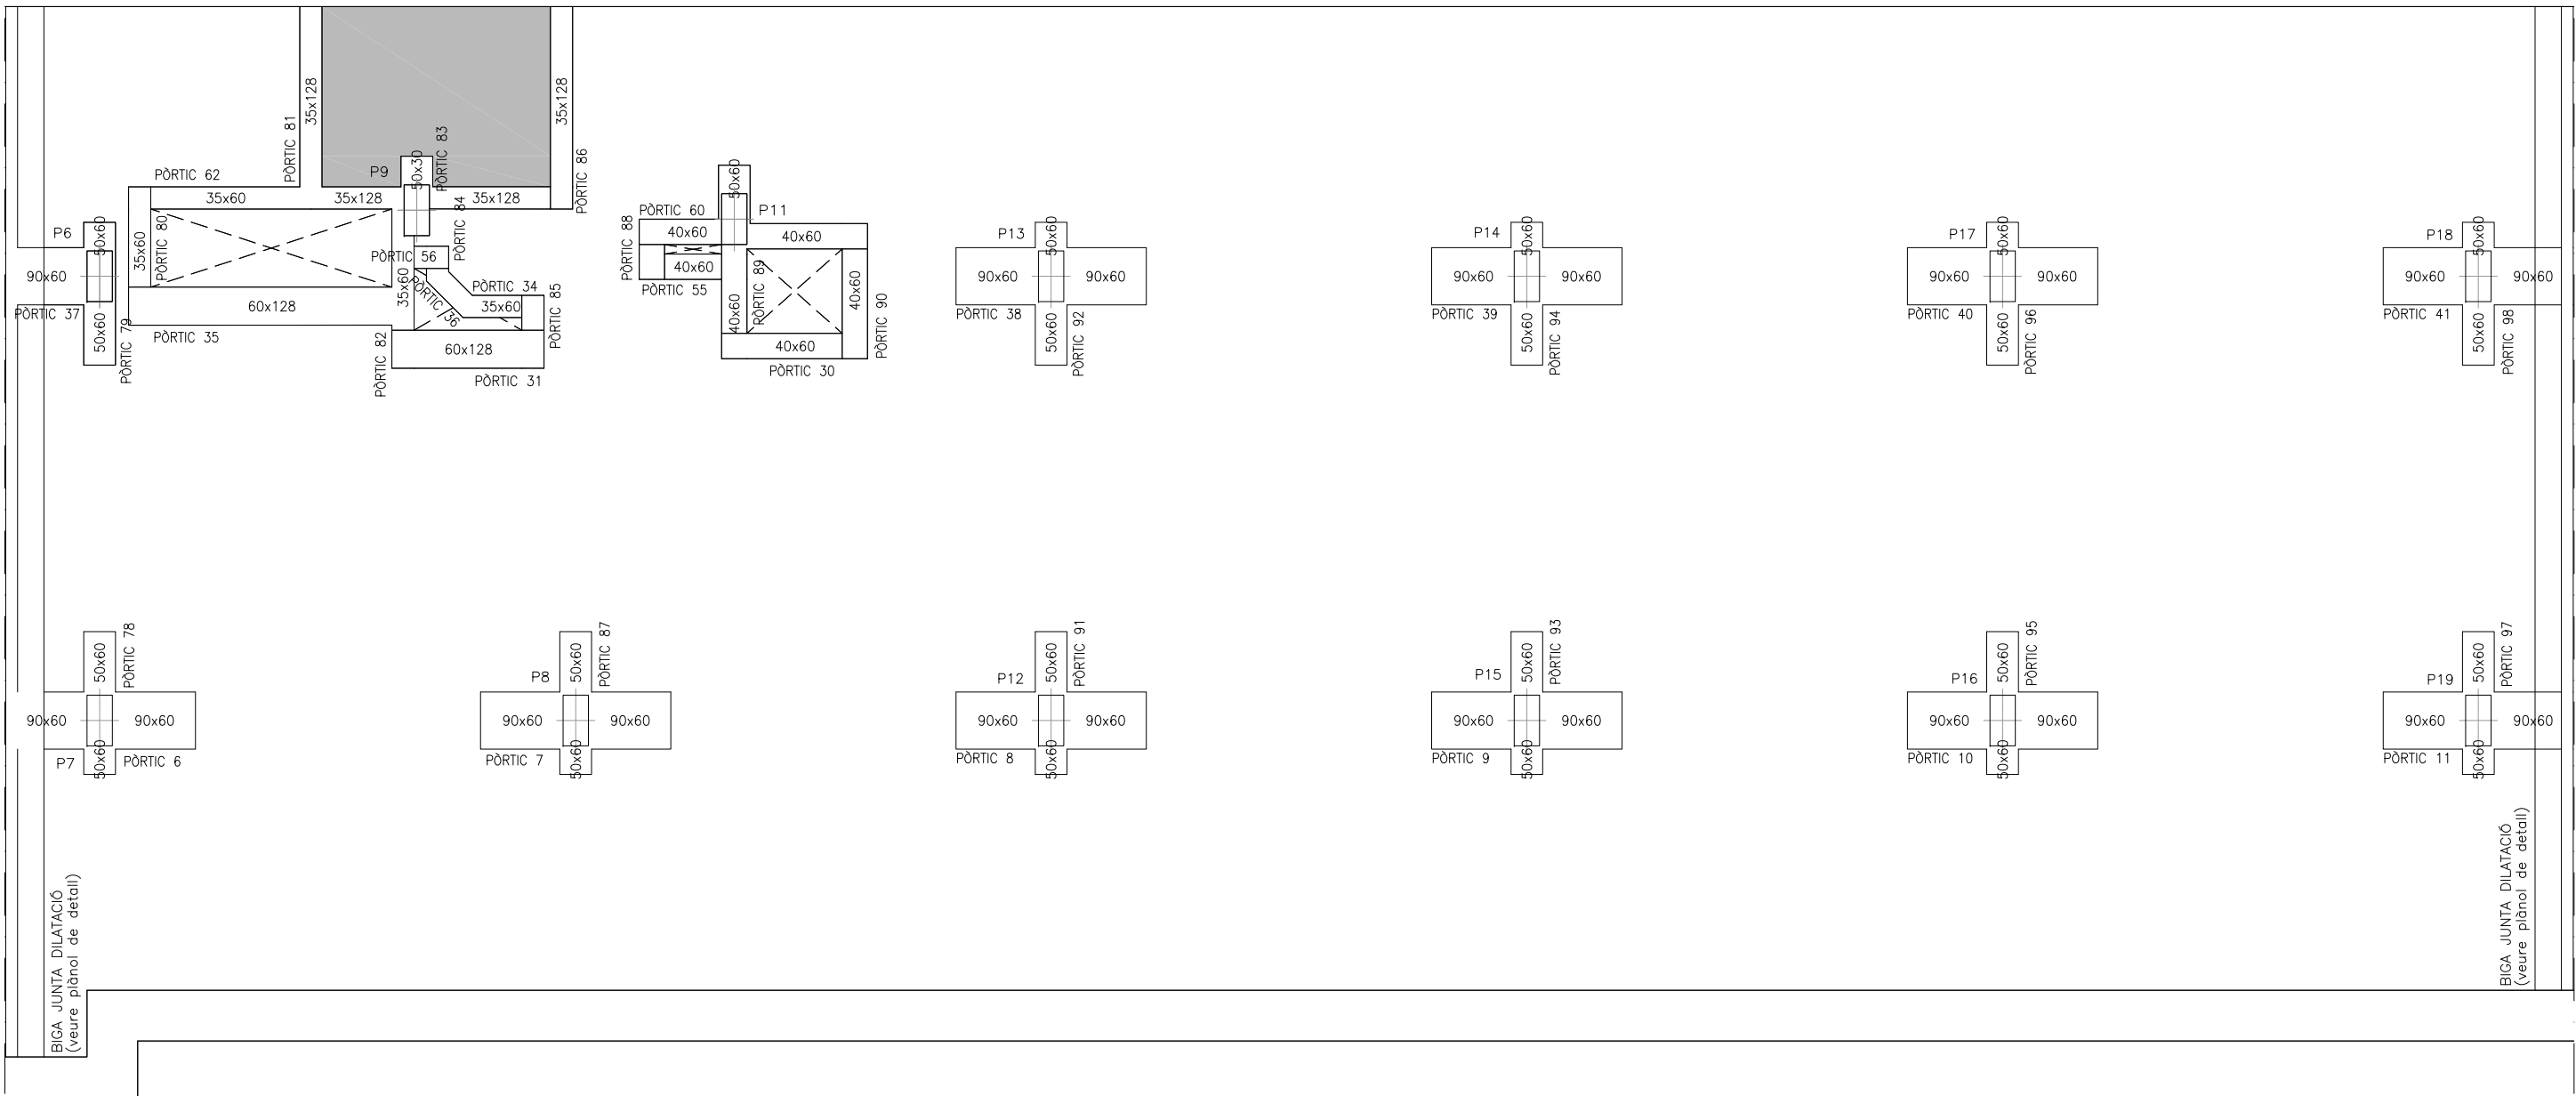 35x128
35x128
PÒRTIC 81
PÒRTIC 83
50x30
P9
PÒRTIC 86
PÒRTIC 62
35x60
35x128
35x128
50x60
P11
PÒRTIC 60
PÒRTIC 88
40x60
40x60
40x60
PÒRTIC 55
PÒRTIC 89
40x60
40x60
PÒRTIC 90
40x60
PÒRTIC 30
P6
50x60
90x60
PÒRTIC 37
50x60
PÒRTIC 79
35x60
PÒRTIC 80
60x128
PÒRTIC 35
PÒRTIC 84
PÒRTIC 56
35x60
PÒRTIC 36
PÒRTIC 34
35x60
PÒRTIC 85
PÒRTIC 82
60x128
PÒRTIC 31
P13
50x60
90x60
90x60
PÒRTIC 38
50x60
PÒRTIC 92
P14
50x60
90x60
90x60
PÒRTIC 39
50x60
PÒRTIC 94
P17
50x60
90x60
90x60
PÒRTIC 40
50x60
PÒRTIC 96
P18
50x60
90x60
90x60
PÒRTIC 41
50x60
PÒRTIC 98
50x60
PÒRTIC 78
90x60
90x60
P7
50x60
PÒRTIC 6
P8
50x60
PÒRTIC 87
90x60
90x60
PÒRTIC 7
50x60
P12
50x60
PÒRTIC 91
90x60
90x60
PÒRTIC 8
50x60
P15
50x60
PÒRTIC 93
90x60
90x60
PÒRTIC 9
50x60
P16
50x60
PÒRTIC 95
90x60
90x60
PÒRTIC 10
50x60
P19
50x60
PÒRTIC 97
90x60
90x60
PÒRTIC 11
50x60
BIGA JUNTA DILATACIÓ
(veure plànol de detall)
BIGA JUNTA DILATACIÓ
(veure plànol de detall)